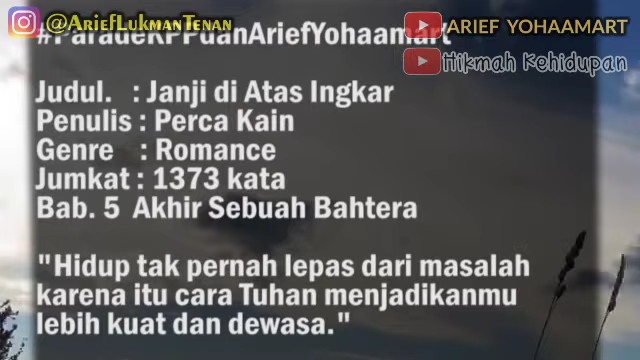 @AriefLukmanTenan
ARIEF YOHAAMART
Hikmah Kehidupan
#ParadeRPPdanAriefYohaamart
Judul. : Janji di Atas Ingkar
Penulis : Perca Kain
Genre : Romance
Jumkat : 1373 kata
Bab. 5 Akhir Sebuah Bahtera
"Hidup tak pernah lepas dari masalah
karena itu cara Tuhan menjadikanmu
lebih kuat dan dewasa."